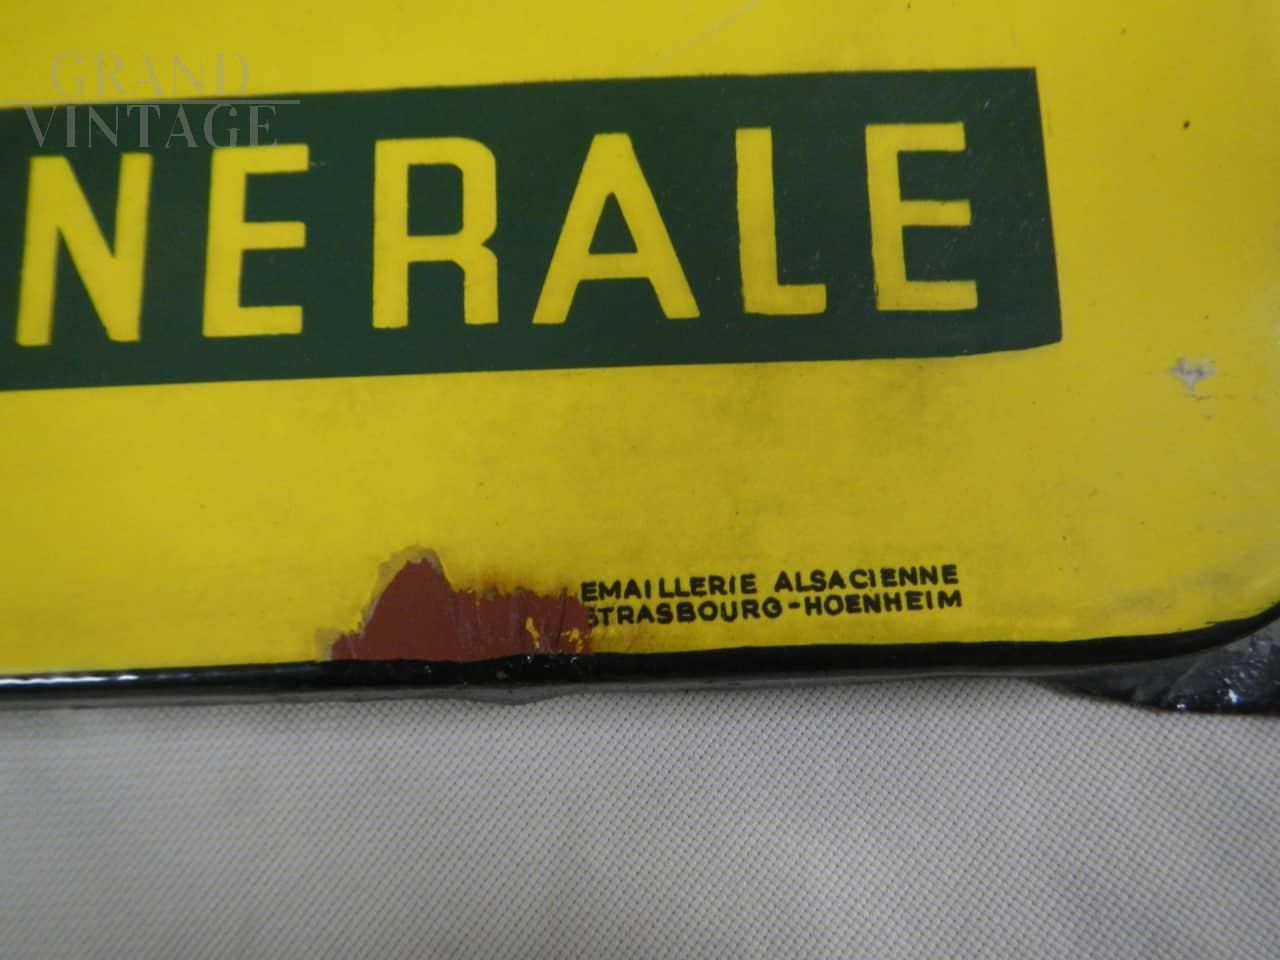 GRAND
VINTAGE
NERALE
EMAILLERIE ALSACIENNE
STRASBOURG-HOENHEIM